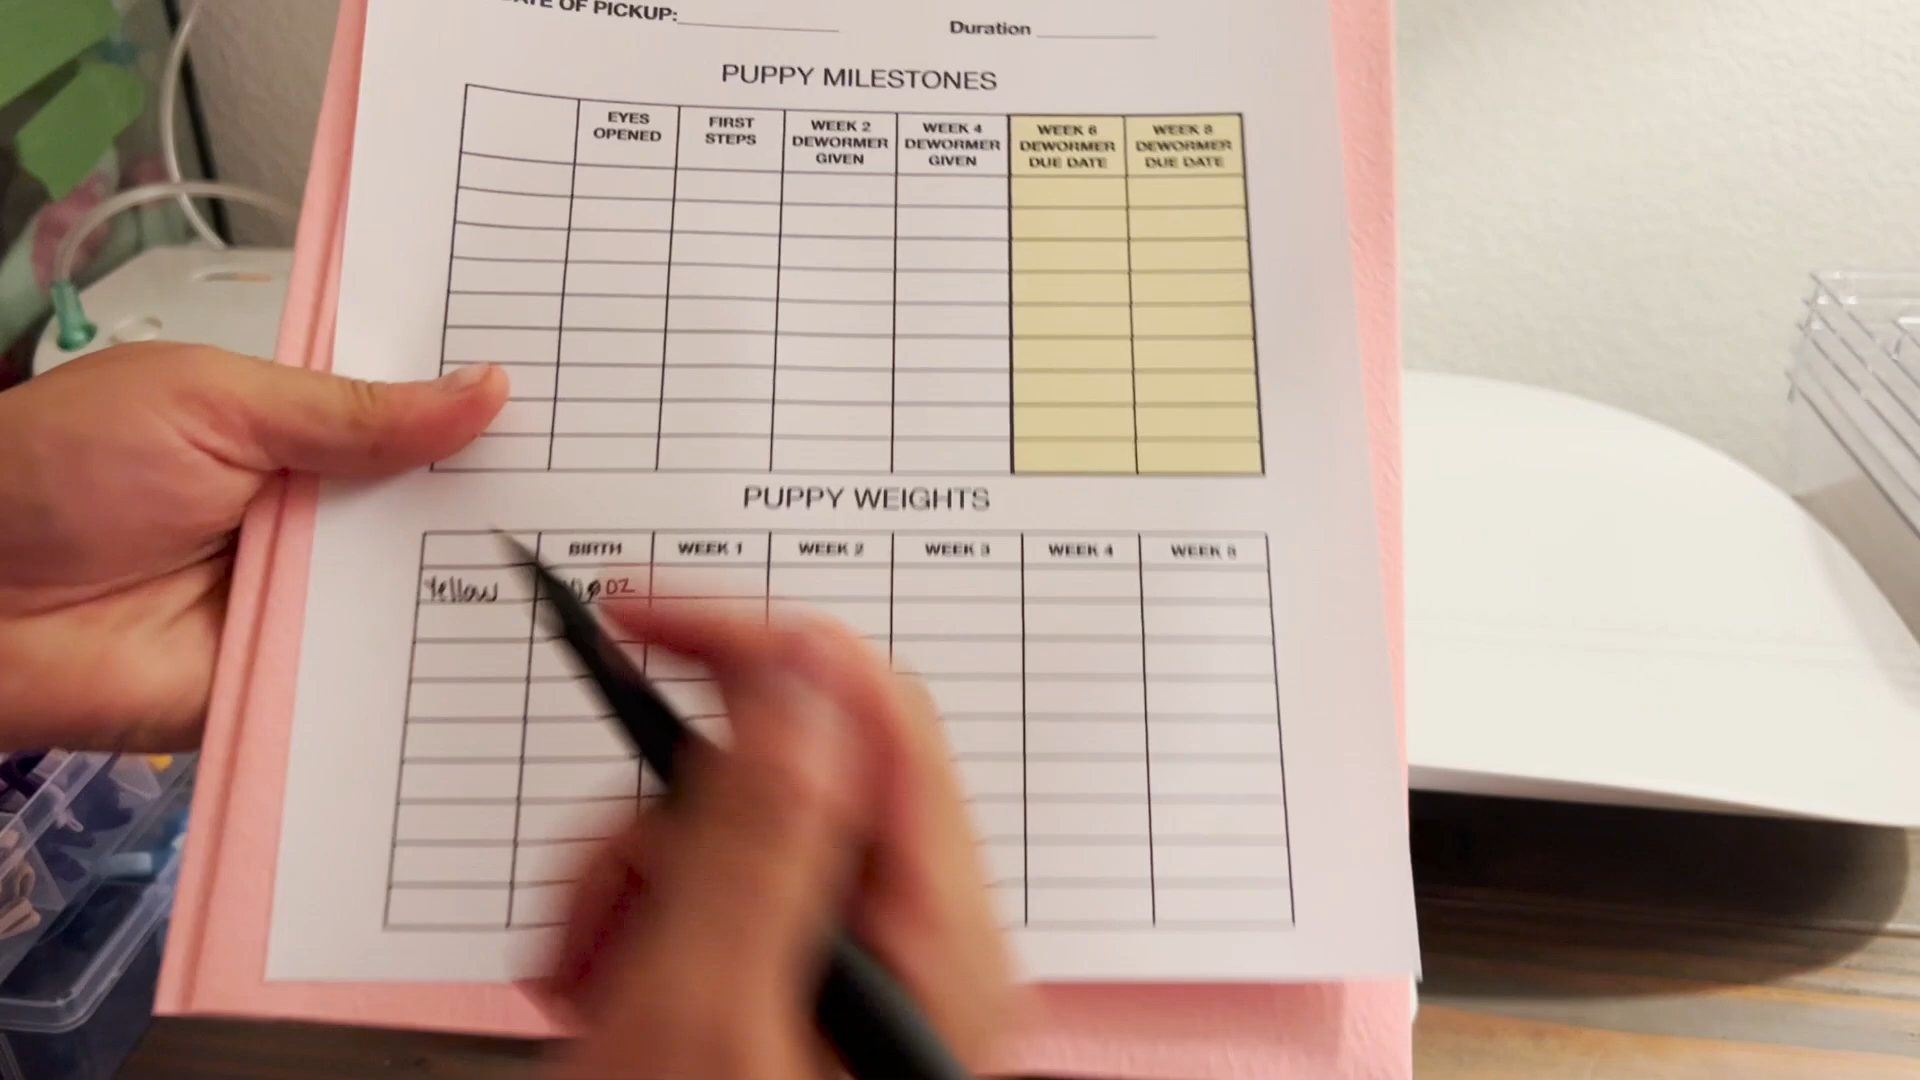 OF PICKUP: Duration
PUPPY MILESTONES
EYES OPENED FIRST STEPS WEEK 2 DEWORMER GIVEN WEEK 4 DEWORMER GIVEN WEEK 6 DEWORMER DUE DATE WEEK 8 DEWORMER DUE DATE
PUPPY WEIGHTS
BIRTH WEEK 1 WEEK 2 WEEK 3 WEEK 4 WEEK 5
Yellow OZ